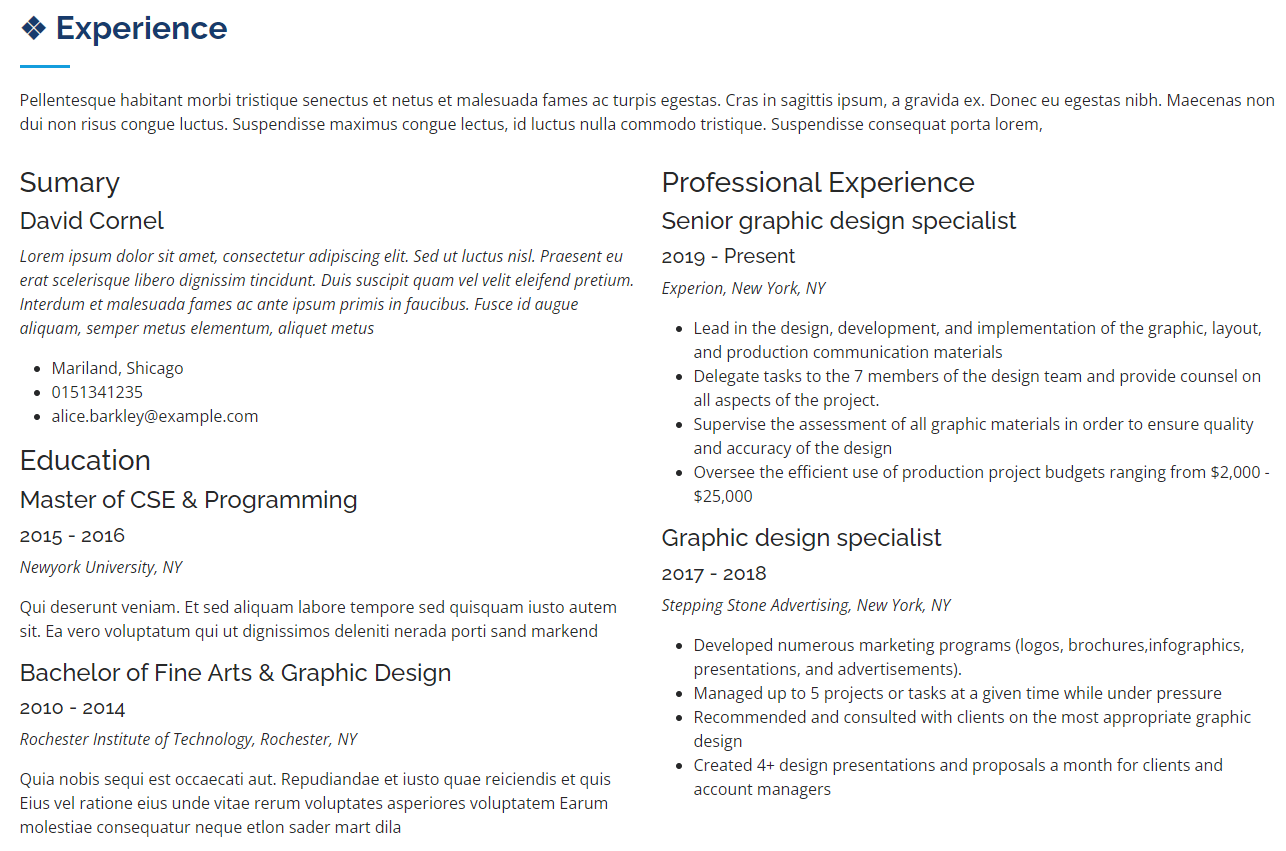 ❖ Experience
Pellentesque habitant morbi tristique senectus et netus et malesuada fames ac turpis egestas. Cras in sagittis ipsum, a gravida ex. Donec eu egestas nibh. Maecenas non
dui non risus congue luctus. Suspendisse maximus congue lectus, id luctus nulla commodo tristique. Suspendisse consequat porta lorem,
Sumary
David Cornel
Lorem ipsum dolor sit amet, consectetur adipiscing elit. Sed ut luctus nisl. Praesent eu
erat scelerisque libero dignissim tincidunt. Duis suscipit quam vel velit eleifend pretium.
Interdum et malesuada fames ac ante ipsum primis in faucibus. Fusce id augue
aliquam, semper metus elementum, aliquet metus
• Mariland, Shicago
• 0151341235
• alice.barkley@example.com
Education
Master of CSE & Programming
2015 - 2016
Newyork University, NY
Qui deserunt veniam. Et sed aliquam labore tempore sed quisquam iusto autem
sit. Ea vero voluptatum qui ut dignissimos deleniti nerada porti sand markend
Bachelor of Fine Arts & Graphic Design
2010 - 2014
Rochester Institute of Technology, Rochester, NY
Quia nobis sequi est occaecati aut. Repudiandae et iusto quae reiciendis et quis
Eius vel ratione eius unde vitae rerum voluptates asperiores voluptatem Earum
molestiae consequatur neque etlon sader mart dila
Professional Experience
Senior graphic design specialist
2019 - Present
Experion, New York, NY
• Lead in the design, development, and implementation of the graphic, layout,
and production communication materials
• Delegate tasks to the 7 members of the design team and provide counsel on
all aspects of the project.
• Supervise the assessment of all graphic materials in order to ensure quality
and accuracy of the design
• Oversee the efficient use of production project budgets ranging from $2,000 -
$25,000
Graphic design specialist
2017 - 2018
Stepping Stone Advertising, New York, NY
• Developed numerous marketing programs (logos, brochures,infographics,
presentations, and advertisements).
• Managed up to 5 projects or tasks at a given time while under pressure
• Recommended and consulted with clients on the most appropriate graphic
design
• Created 4+ design presentations and proposals a month for clients and
account managers